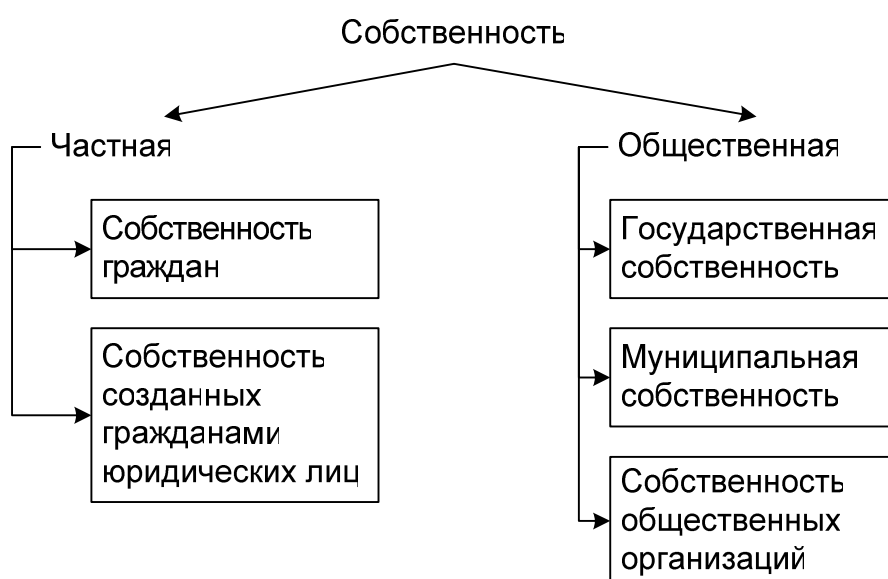 Собственность
Частная
Собственность
граждан
Собственность
созданных
гражданами
юридических лиц
Общественная
Государственная
собственность
Муниципальная
собственность
Собственность
общественных
организаций